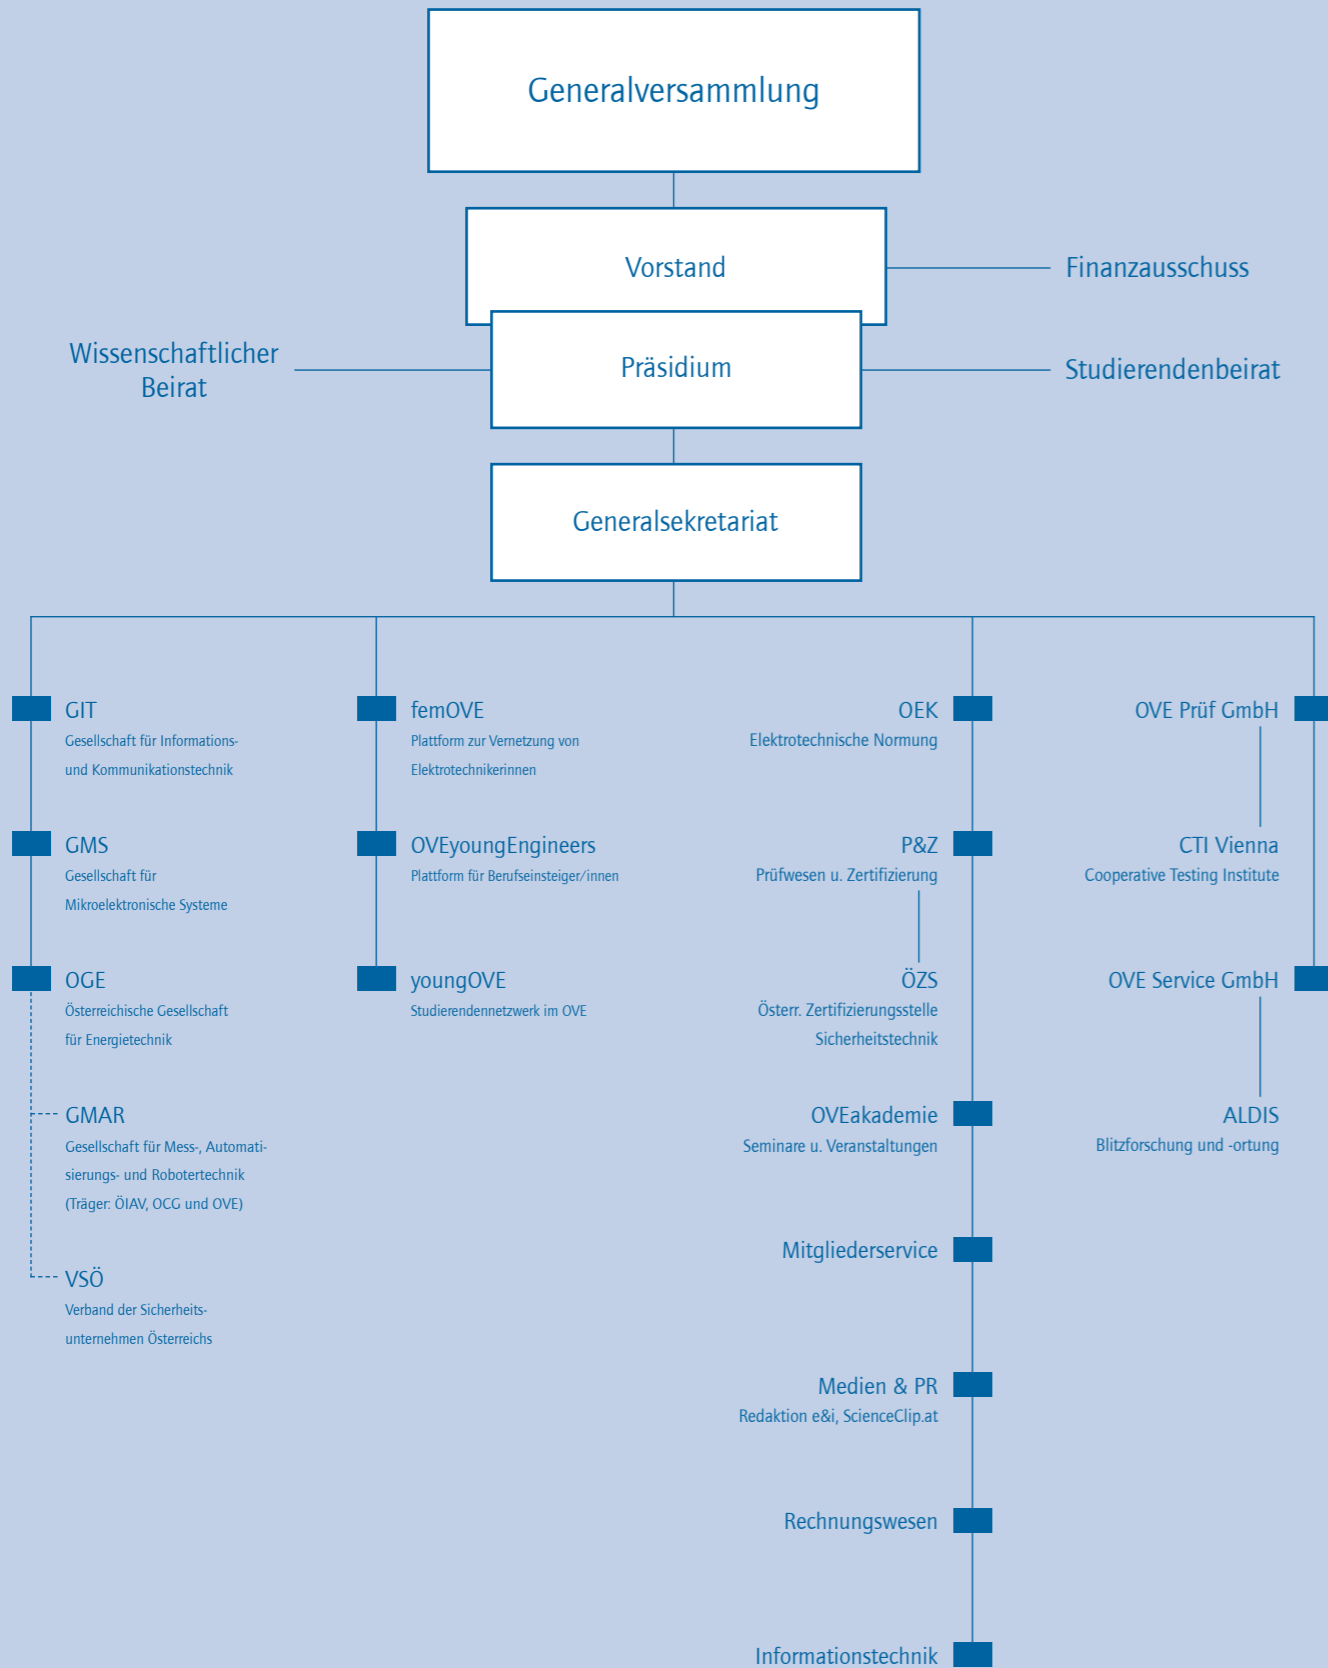 Generalversammlung
Vorstand
Finanzausschuss
Wissenschaftlicher
Beirat
Präsidium
Studierendenbeirat
Generalsekretariat
GIT
Gesellschaft für Informations-
und Kommunikationstechnik
GMS
Gesellschaft für
Mikroelektronische Systeme
OGE
Österreichische Gesellschaft
für Energietechnik
GMAR
Gesellschaft für Mess-, Automati-
sierungs- und Robotertechnik
(Träger: ÖIAV, OCG und OVE)
VSÖ
Verband der Sicherheits-
unternehmen Österreichs
femOVE
Plattform zur Vernetzung von
Elektrotechnikerinnen
OVEyoungEngineers
Plattform für Berufseinsteiger/innen
youngOVE
Studierendennetzwerk im OVE
OEK
Elektrotechnische Normung
P&Z
Prüfwesen u. Zertifizierung
ÖZS
Österr. Zertifizierungsstelle
Sicherheitstechnik
OVEakademie
Seminare u. Veranstaltungen
Mitgliederservice
Medien & PR
Redaktion e&i, ScienceClip.at
Rechnungswesen
Informationstechnik
OVE Prüf GmbH
CTI Vienna
Cooperative Testing Institute
OVE Service GmbH
ALDIS
Blitzforschung und -ortung